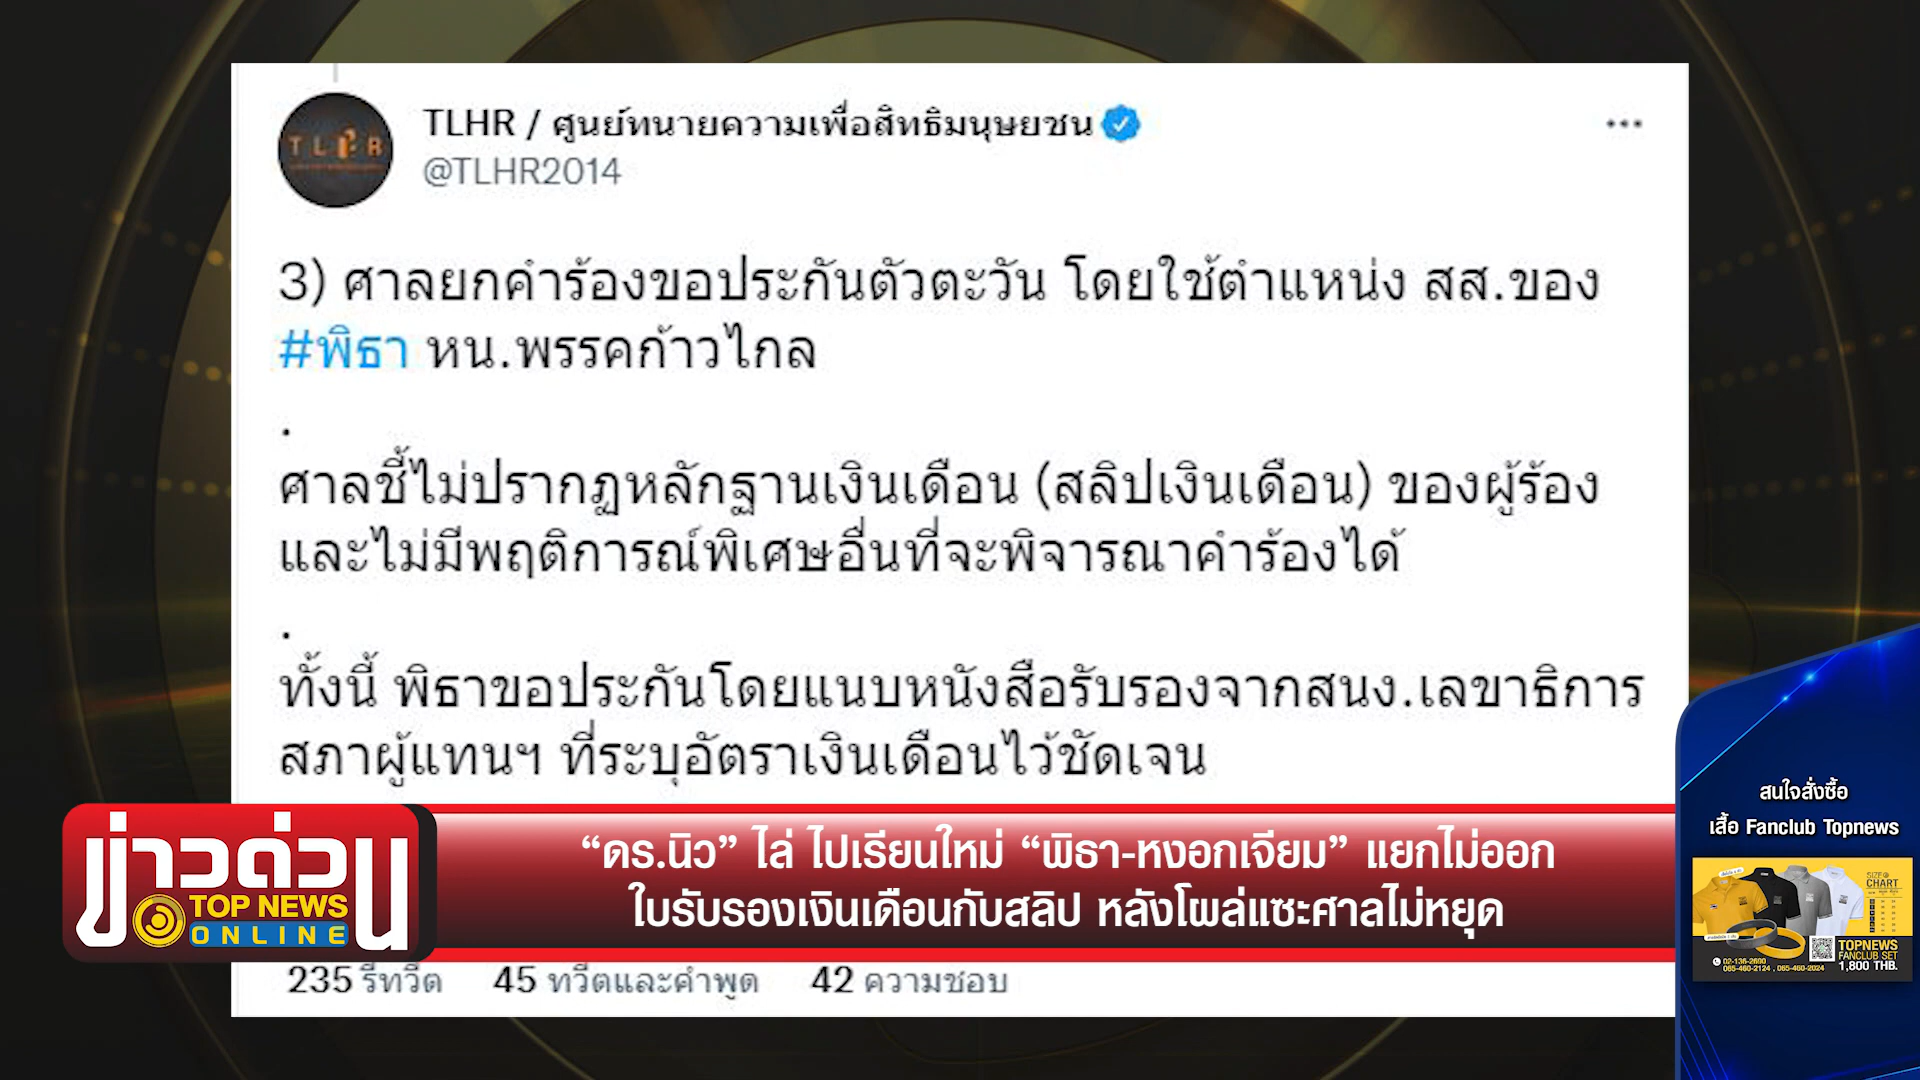 TLHR
TLHR / ศูนย์ทนายความเพื่อสิทธิมนุษยชน
@TLHR2014
3) ศาลยกคำร้องขอประกันตัวตะวัน โดยใช้ตำแหน่ง สส.ของ
#พิธา หน.พรรคก้าวไกล
.
ศาลชี้ไม่ปรากฏหลักฐานเงินเดือน (สลิปเงินเดือน) ของผู้ร้อง
และไม่มีพฤติการณ์พิเศษอื่นที่จะพิจารณาคำร้องได้
.
ทั้งนี้ พิธาขอประกันโดยแนบหนังสือรับรองจากสนง.เลขาธิการ
สภาผู้แทนฯ ที่ระบุอัตราเงินเดือนไว้ชัดเจน
ข่าวด่วน
TOP NEWS
ONLINE
“ดร.นิว” ไล่ ไปเรียนใหม่ “พิธา-หงอกเจียม” แยกไม่ออก
ใบรับรองเงินเดือนกับสลิป หลังโผล่แซะศาลไม่หยุด
235 รีทวีต 45 ทวีตและคำพูด 42 ความชอบ
สนใจสั่งซื้อ
เสื้อ Fanclub Topnews
SIZE
CHART
TOPNEWS
FANCLUB SET
1,800 THB.
02-136-2690
065-460-2124 , 065-460-2024